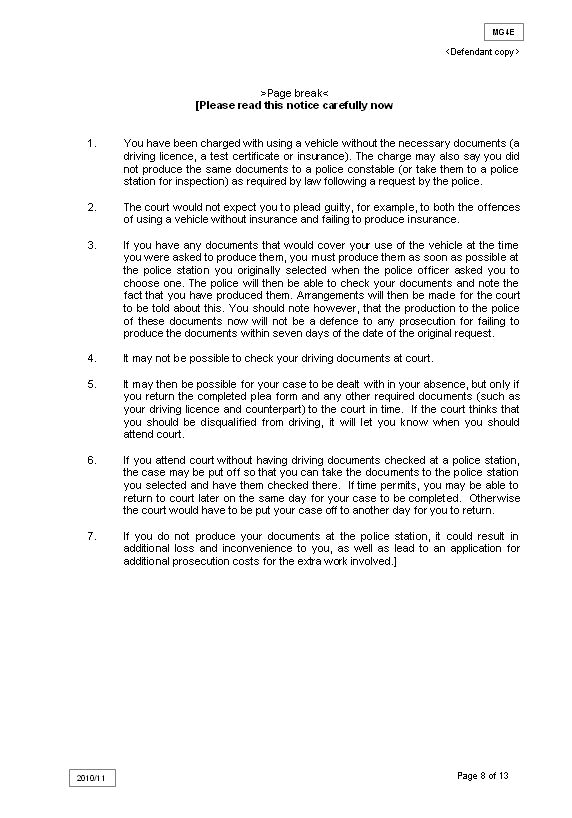 MG4E
<Defendant copy>
>Page break<
[Please read this notice carefully now
1. You have been charged with using a vehicle without the necessary documents (a
driving licence, a test certificate or insurance). The charge may also say you did
not produce the same documents to a police constable (or take them to a police
station for inspection) as required by law following a request by the police.
2. The court would not expect you to plead guilty, for example, to both the offences
of using a vehicle without insurance and failing to produce insurance.
3. If you have any documents that would cover your use of the vehicle at the time
you were asked to produce them, you must produce them as soon as possible at
the police station you originally selected when the police officer asked you to
choose one. The police will then be able to check your documents and note the
fact that you have produced them. Arrangements will then be made for the court
to be told about this. You should note however, that the production to the police
of these documents now will not be a defence to any prosecution for failing to
produce the documents within seven days of the date of the original request.
4. It may not be possible to check your driving documents at court.
5. It may then be possible for your case to be dealt with in your absence, but only if
you return the completed plea form and any other required documents (such as
your driving licence and counterpart) to the court in time. If the court thinks that
you should be disqualified from driving, it will let you know when you should
attend court.
6. If you attend court without having driving documents checked at a police station,
the case may be put off so that you can take the documents to the police station
you selected and have them checked there. If time permits, you may be able to
return to court later on the same day for your case to be completed. Otherwise
the court would have to be put your case off to another day for you to return.
7. If you do not produce your documents at the police station, it could result in
additional loss and inconvenience to you, as well as lead to an application for
additional prosecution costs for the extra work involved.]
2010/11
Page 8 of 13